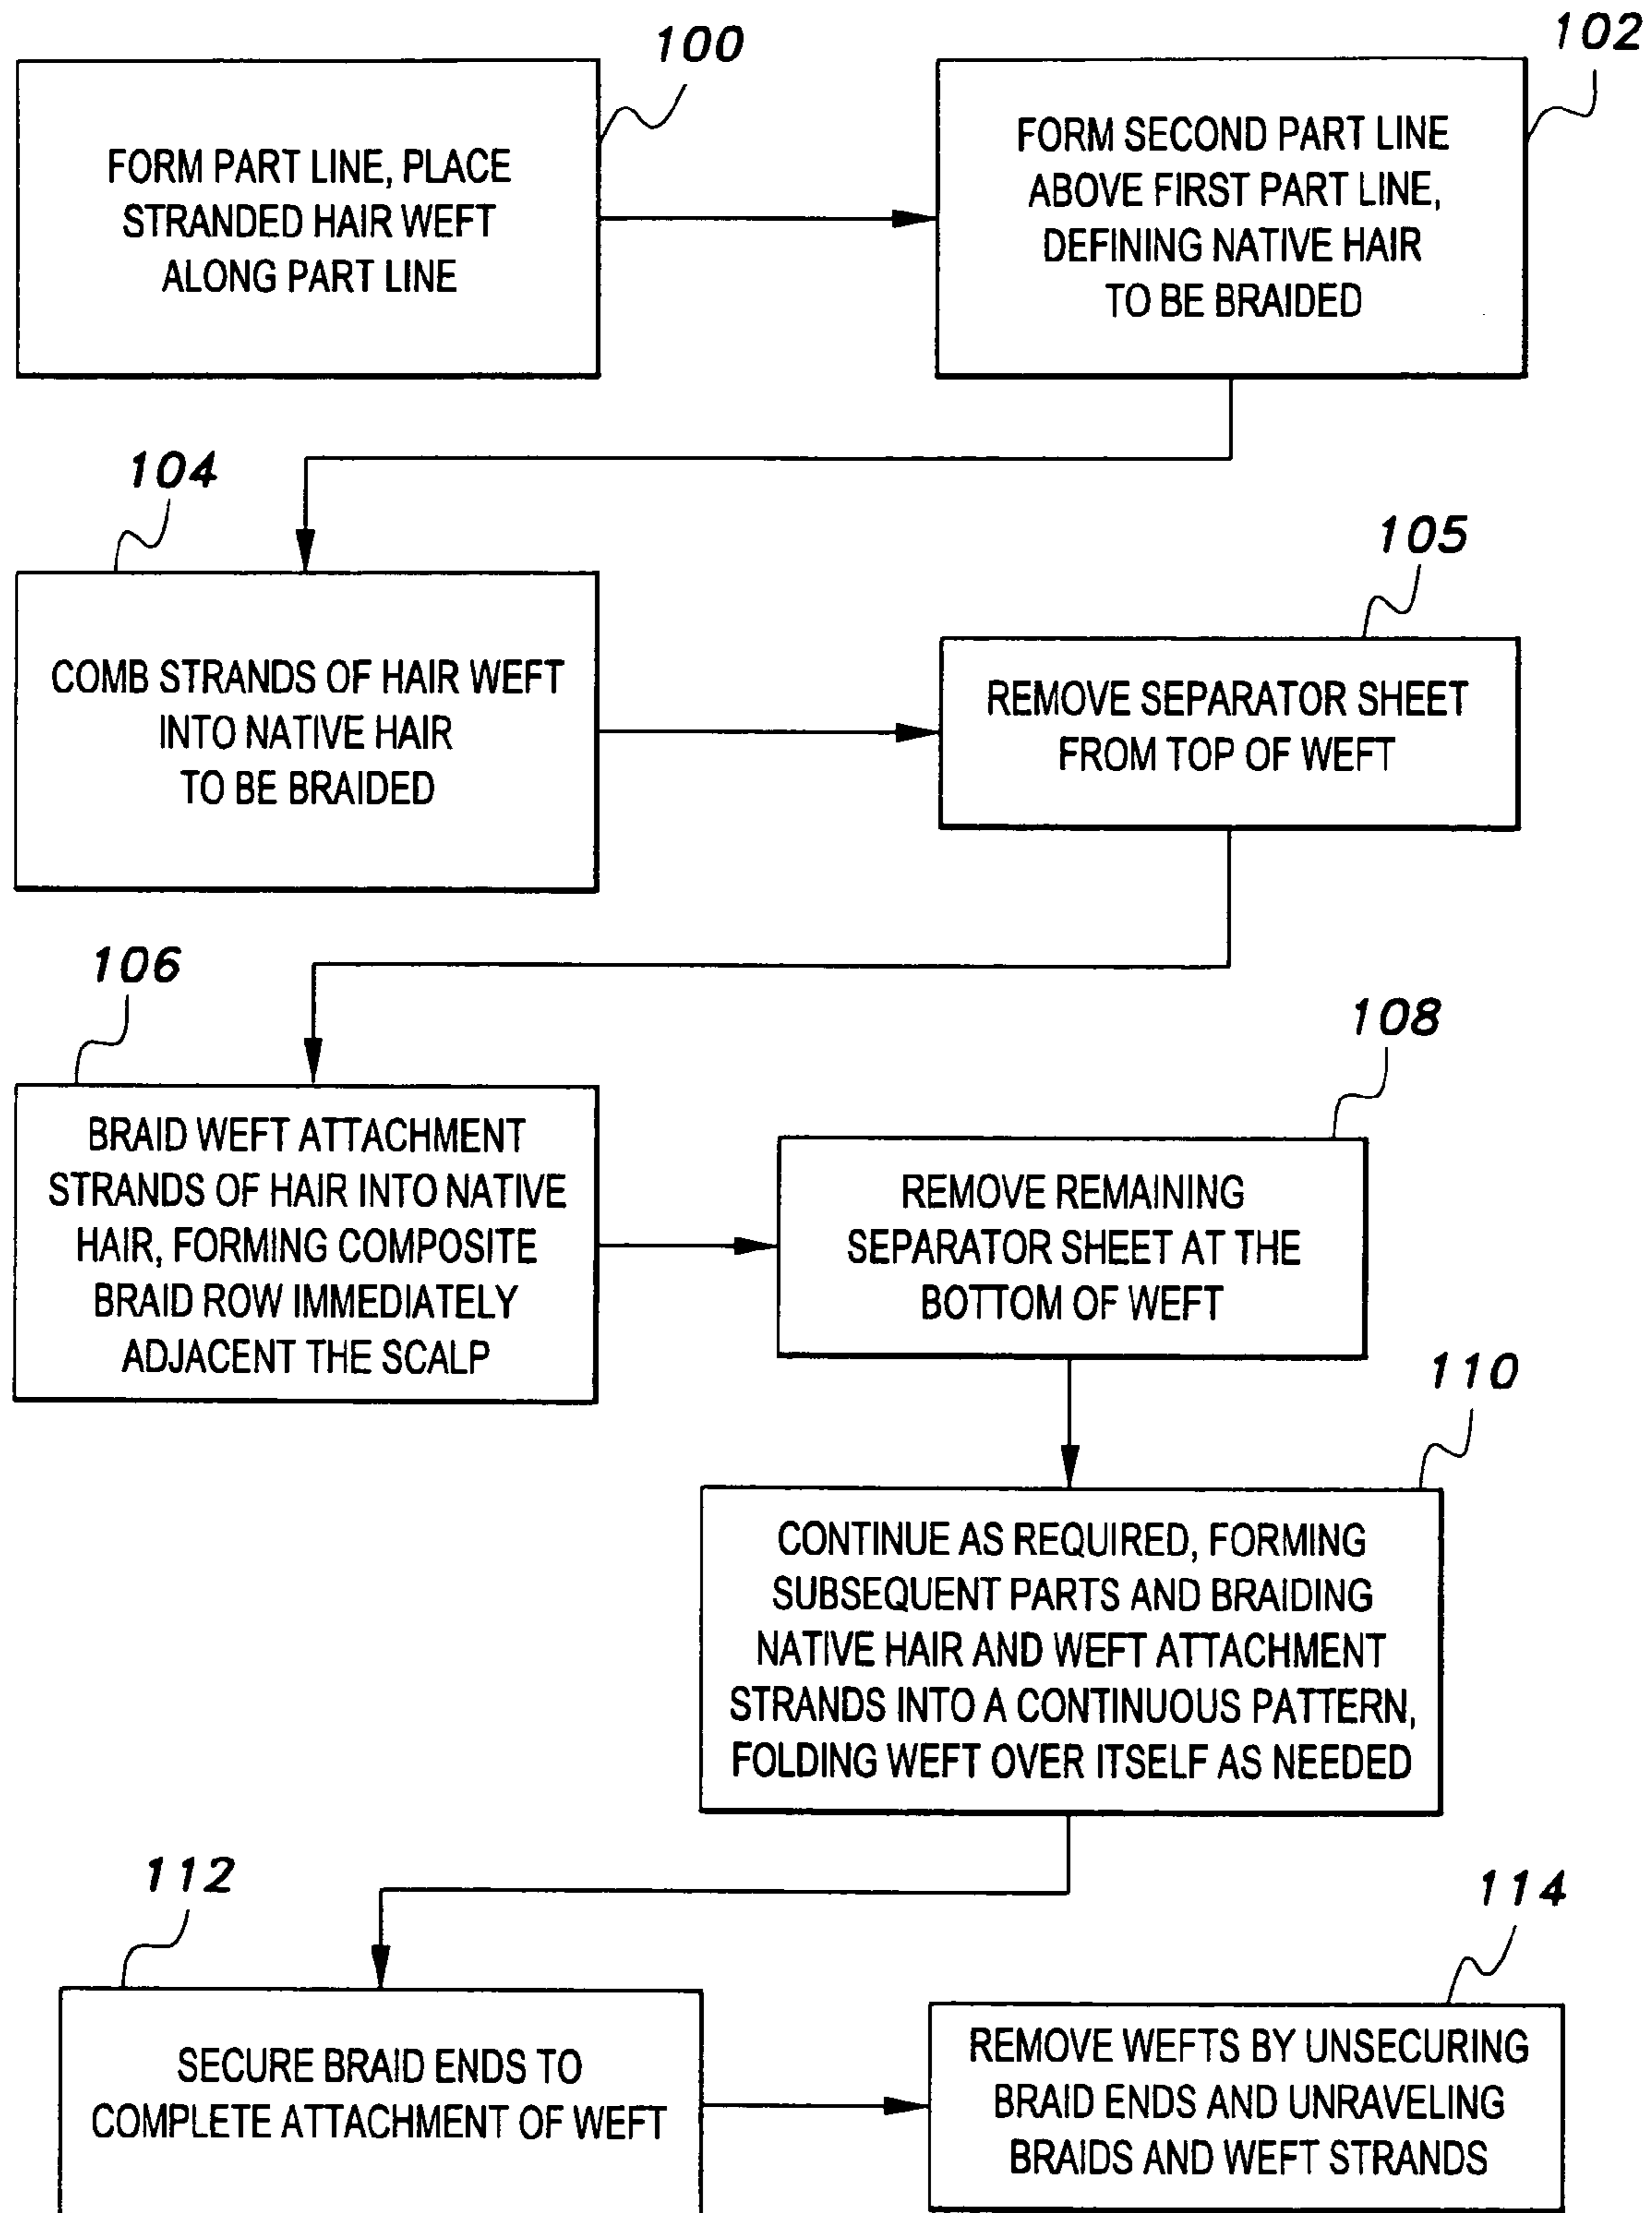 100
FORM PART LINE, PLACE
STRANDED HAIR WEFT
ALONG PART LINE
102
FORM SECOND PART LINE
ABOVE FIRST PART LINE,
DEFINING NATIVE HAIR
TO BE BRAIDED
104
COMB STRANDS OF HAIR WEFT
INTO NATIVE HAIR
TO BE BRAIDED
105
REMOVE SEPARATOR SHEET
FROM TOP OF WEFT
106
BRAID WEFT ATTACHMENT
STRANDS OF HAIR INTO NATIVE
HAIR, FORMING COMPOSITE
BRAID ROW IMMEDIATELY
ADJACENT THE SCALP
108
REMOVE REMAINING
SEPARATOR SHEET AT THE
BOTTOM OF WEFT
110
CONTINUE AS REQUIRED, FORMING
SUBSEQUENT PARTS AND BRAIDING
NATIVE HAIR AND WEFT ATTACHMENT
STRANDS INTO A CONTINUOUS PATTERN,
FOLDING WEFT OVER ITSELF AS NEEDED
112
SECURE BRAID ENDS TO
COMPLETE ATTACHMENT OF WEFT
114
REMOVE WEFTS BY UNSECURING
BRAID ENDS AND UNRAVELING
BRAIDS AND WEFT STRANDS